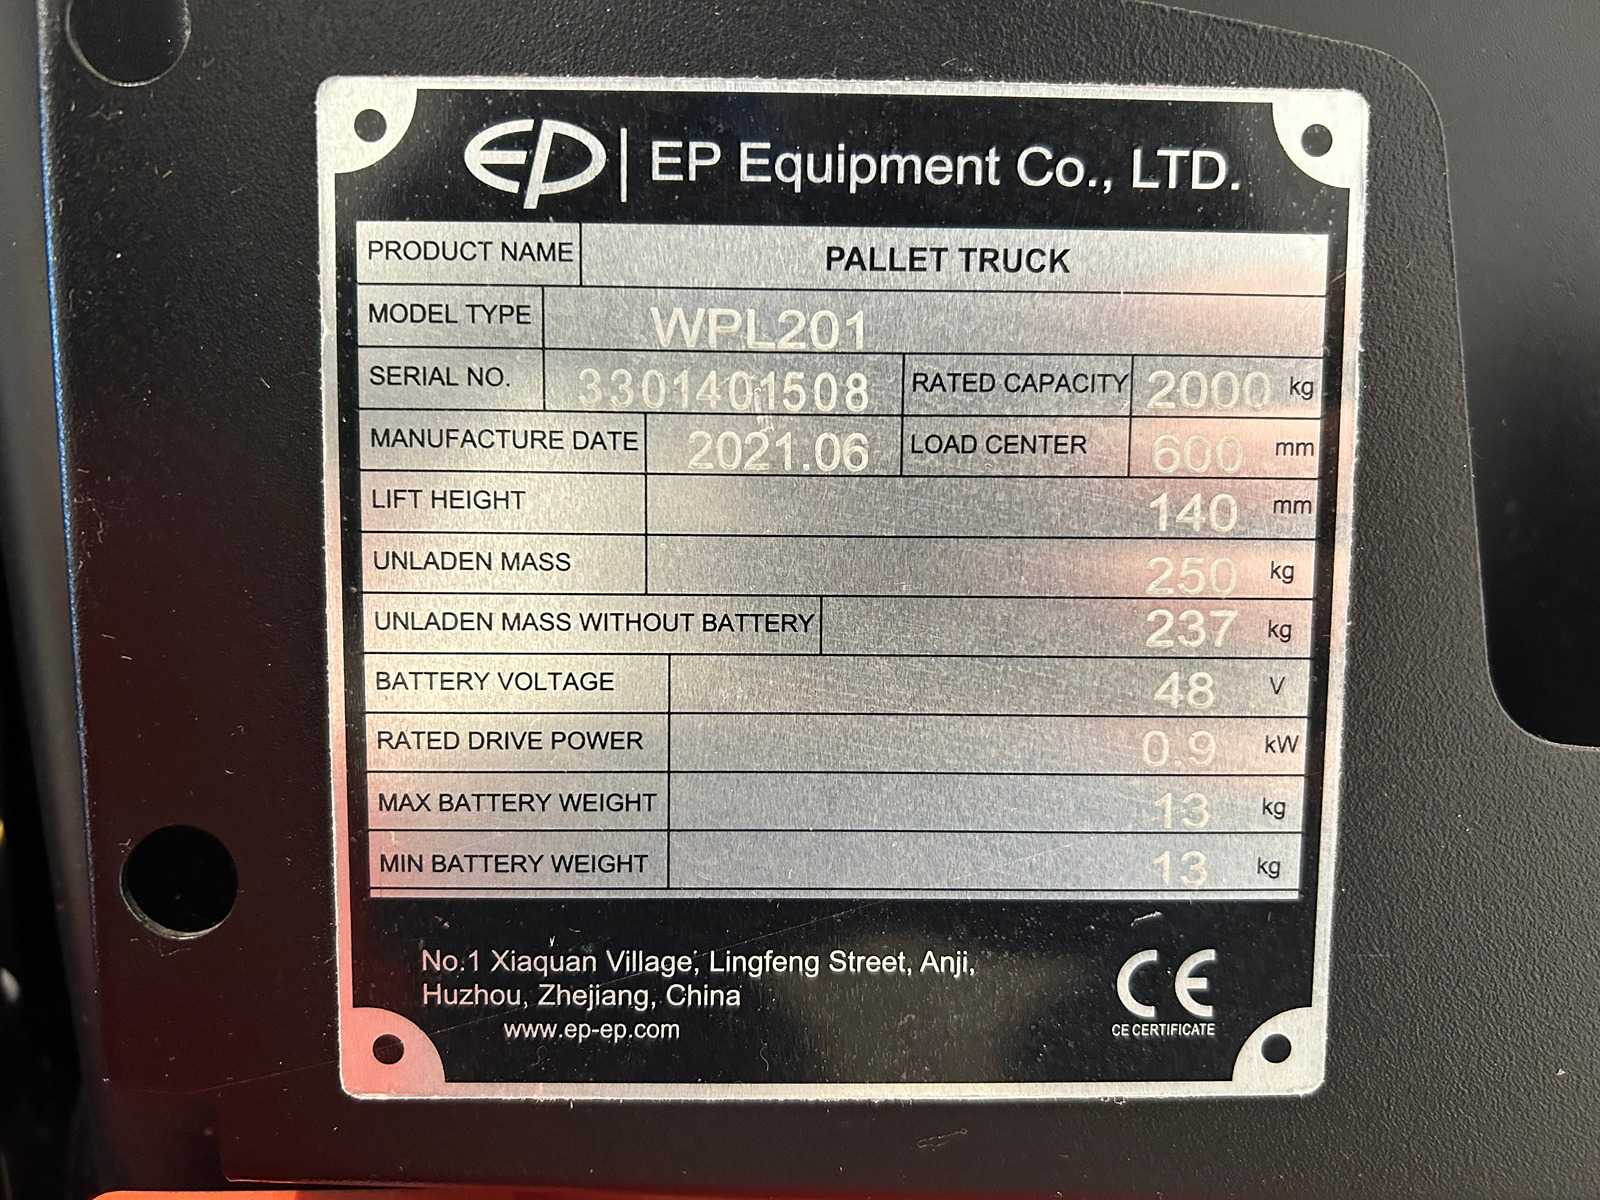 EP EP Equipment Co., LTD.
PRODUCT NAME PALLET TRUCK
MODEL TYPE WPL201
SERIAL NO. 3301401508 RATED CAPACITY 2000 kg
MANUFACTURE DATE 2021.06 LOAD CENTER 600 mm
LIFT HEIGHT 140 mm
UNLADEN MASS 250 kg
UNLADEN MASS WITHOUT BATTERY 237 kg
BATTERY VOLTAGE 48 V
RATED DRIVE POWER 0.9 kW
MAX BATTERY WEIGHT 13 kg
MIN BATTERY WEIGHT 13 kg
No.1 Xiaquan Village, Lingfeng Street, Anji,
Huzhou, Zhejiang, China
www.ep-ep.com
CE
CE CERTIFICATE